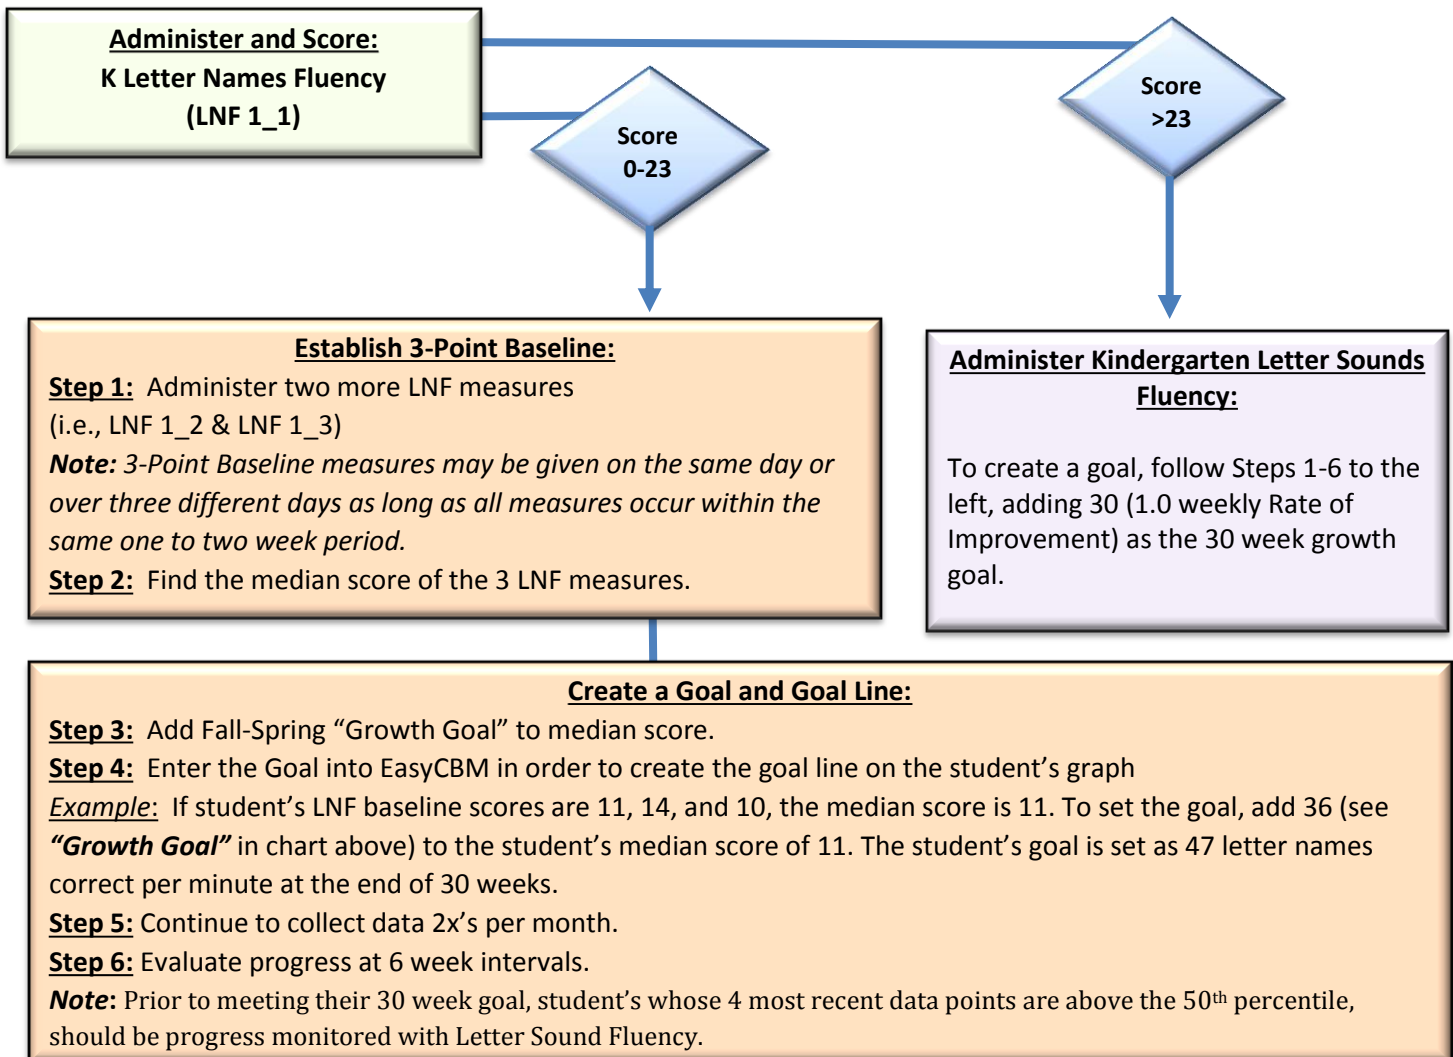 Administer and Score:
K Letter Names Fluency
(LNF 1_1)
Score
0-23
Score
>23
Establish 3-Point Baseline:
Step 1: Administer two more LNF measures
(i.e., LNF 1_2 & LNF 1_3)
Note: 3-Point Baseline measures may be given on the same day or
over three different days as long as all measures occur within the
same one to two week period.
Step 2: Find the median score of the 3 LNF measures.
Administer Kindergarten Letter Sounds
Fluency:
To create a goal, follow Steps 1-6 to the
left, adding 30 (1.0 weekly Rate of
Improvement) as the 30 week growth
goal.
Create a Goal and Goal Line:
Step 3: Add Fall-Spring “Growth Goal” to median score.
Step 4: Enter the Goal into EasyCBM in order to create the goal line on the student’s graph
Example: If student’s LNF baseline scores are 11, 14, and 10, the median score is 11. To set the goal, add 36 (see
“Growth Goal” in chart above) to the student’s median score of 11. The student’s goal is set as 47 letter names
correct per minute at the end of 30 weeks.
Step 5: Continue to collect data 2x’s per month.
Step 6: Evaluate progress at 6 week intervals.
Note: Prior to meeting their 30 week goal, student’s whose 4 most recent data points are above the 50th percentile,
should be progress monitored with Letter Sound Fluency.